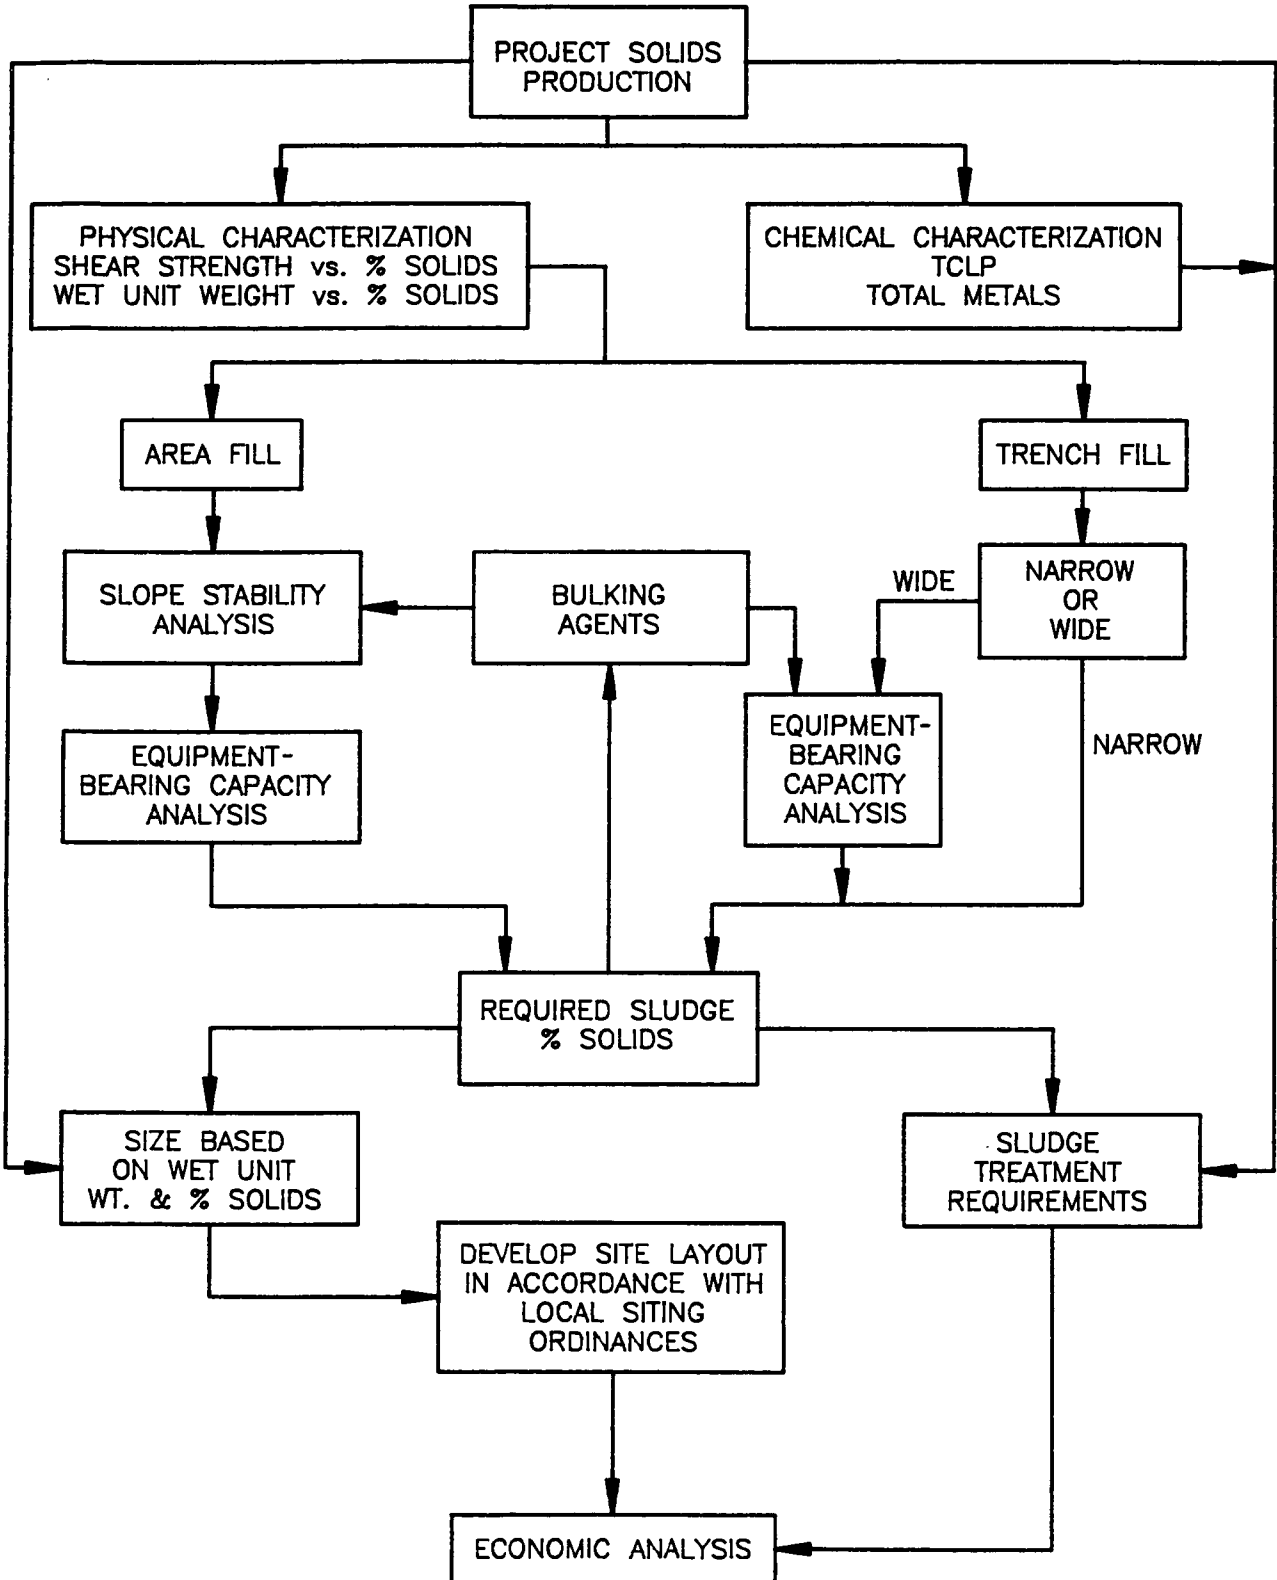 PROJECT SOLIDS
PRODUCTION
PHYSICAL CHARACTERIZATION
SHEAR STRENGTH vs. % SOLIDS
WET UNIT WEIGHT vs. % SOLIDS
CHEMICAL CHARACTERIZATION
TCLP
TOTAL METALS
AREA FILL
TRENCH FILL
SLOPE STABILITY
ANALYSIS
BULKING
AGENTS
WIDE
NARROW
OR
WIDE
EQUIPMENT-
BEARING CAPACITY
ANALYSIS
EQUIPMENT-
BEARING
CAPACITY
ANALYSIS
NARROW
REQUIRED SLUDGE
% SOLIDS
SIZE BASED
ON WET UNIT
WT. & % SOLIDS
SLUDGE
TREATMENT
REQUIREMENTS
DEVELOP SITE LAYOUT
IN ACCORDANCE WITH
LOCAL SITING
ORDINANCES
ECONOMIC ANALYSIS